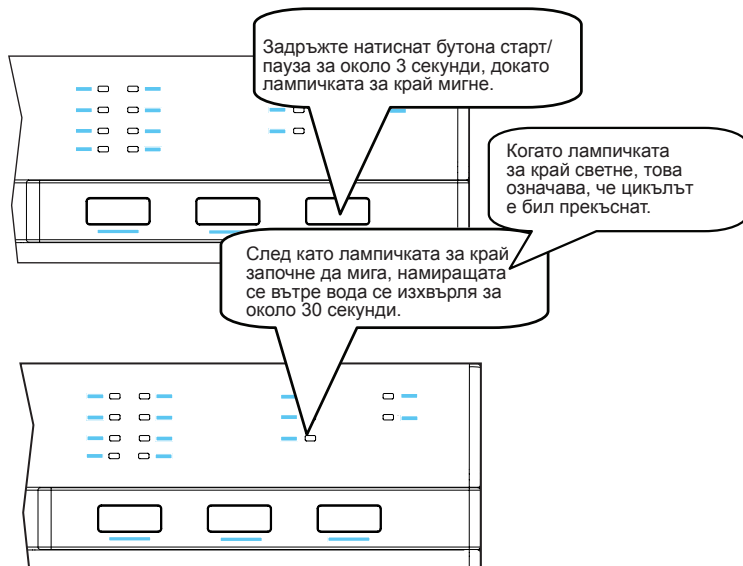 Задръжте натиснат бутона старт/
пауза за около 3 секунди, докато
лампичката за край мигне.
Когато лампичката
за край светне, това
означава, че цикълът
е бил прекъснат.
След като лампичката за край
започне да мига, намиращата
се вътре вода се изхвърля за
около 30 секунди.